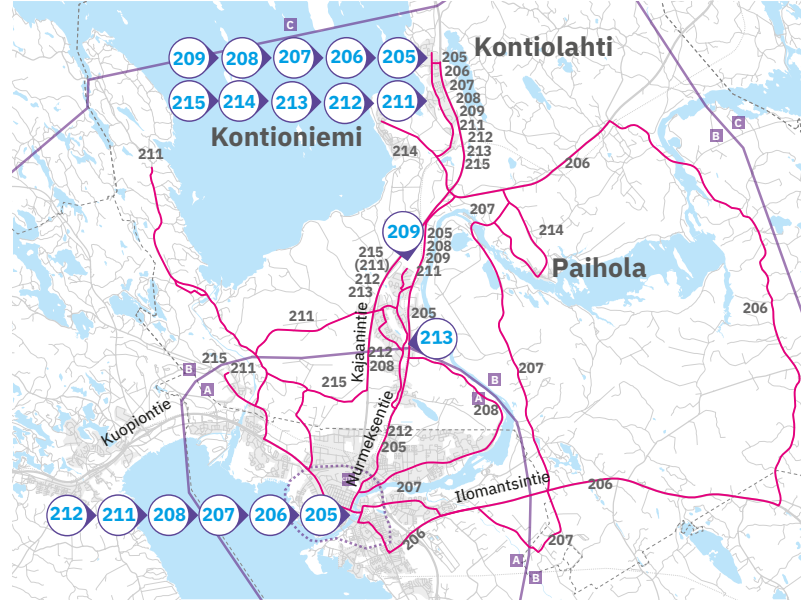 C
209 208 207 206 205
Kontiolahti
205
206
207
208
209
211
212
213
215
215 214 213 212 211
Kontioniemi
214
211
206
C
B
207
214
209
205
208
209
211
215
(211)
212
213
Paihola
206
205
211
213
Kajaanintie
212
208
215
211
B
A
215
207
B
A
208
Kuopiontie
Nurmeksentie
212
205
207
Ilomantsintie
206
212 211 208 207 206 205
206
207
A
B